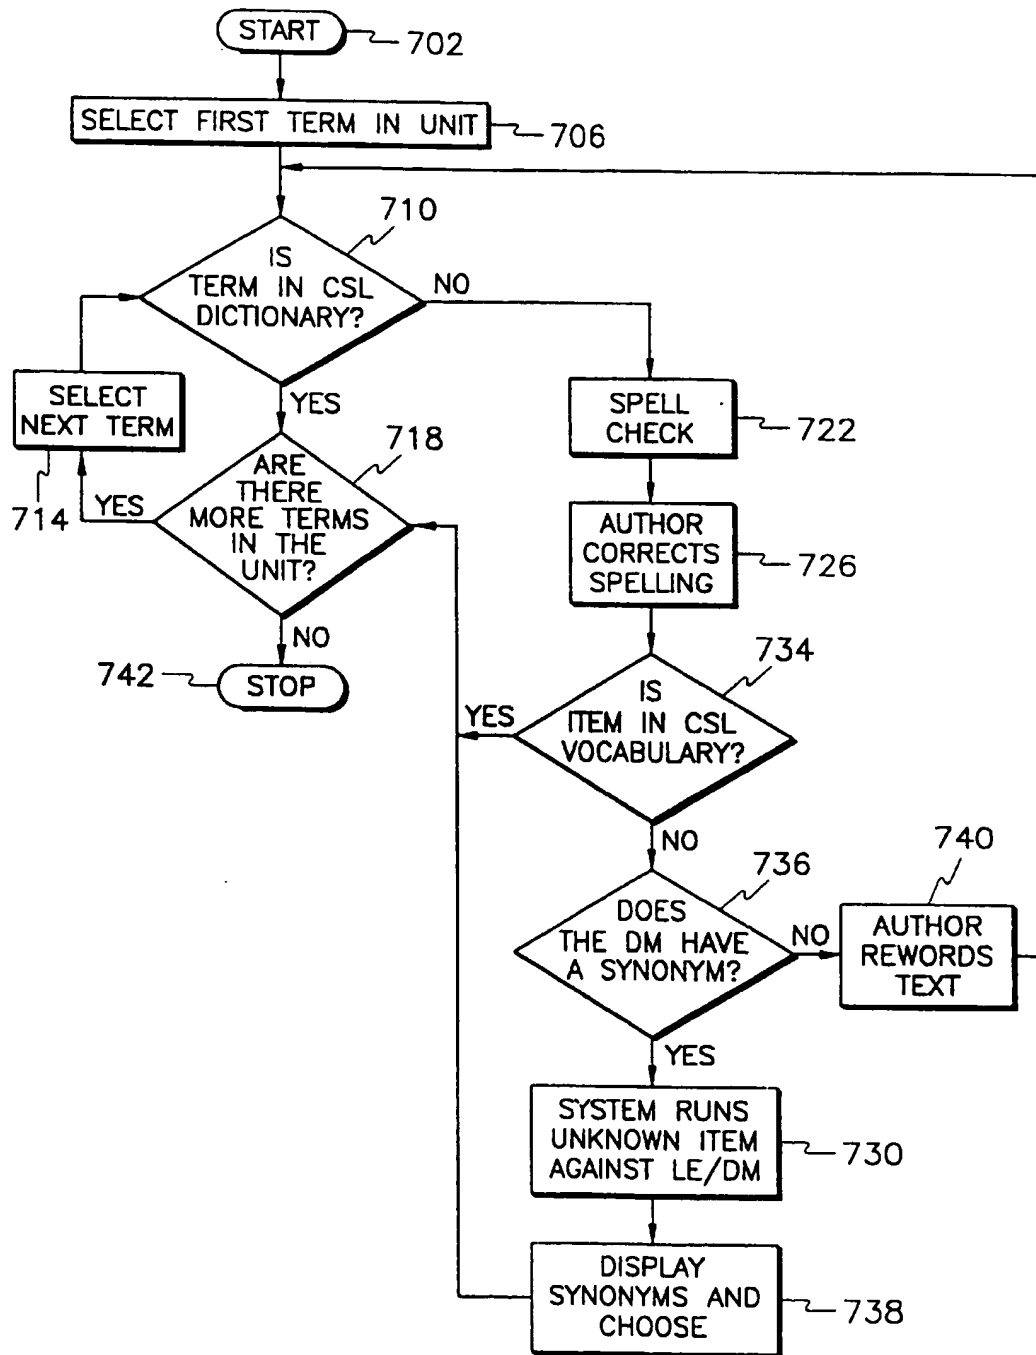 START
702
SELECT FIRST TERM IN UNIT
706
710
IS
TERM IN CSL
DICTIONARY?
NO
YES
SELECT
NEXT TERM
714
718
ARE
THERE
MORE TERMS
IN THE
UNIT?
YES
NO
742
STOP
SPELL
CHECK
722
AUTHOR
CORRECTS
SPELLING
726
734
IS
ITEM IN CSL
VOCABULARY?
YES
NO
736
DOES
THE DM HAVE
A SYNONYM?
NO
740
AUTHOR
REWORDS
TEXT
YES
SYSTEM RUNS
UNKNOWN ITEM
AGAINST LE/DM
730
DISPLAY
SYNONYMS AND
CHOOSE
738